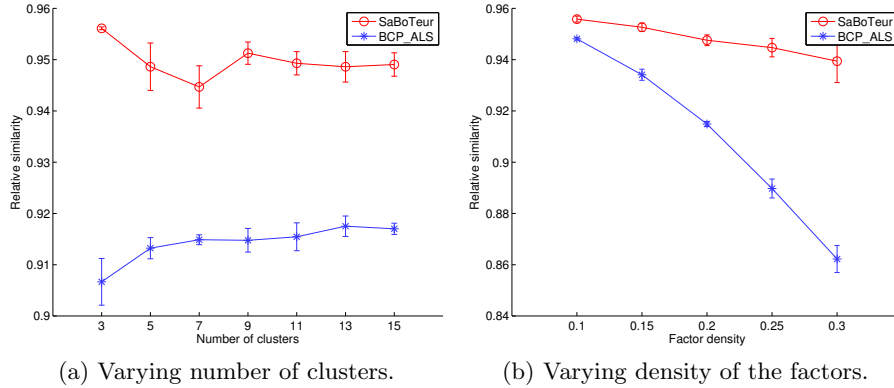 0.96
0.95
0.94
0.93
0.92
0.91
0.9
Relative similarity
SaBoTeur
BCP_ALS
3 5 7 9 11 13 15
Number of clusters
(a) Varying number of clusters.
0.96
0.94
0.92
0.9
0.88
0.86
0.84
Relative similarity
SaBoTeur
BCP_ALS
0.1 0.15 0.2 0.25 0.3
Factor density
(b) Varying density of the factors.